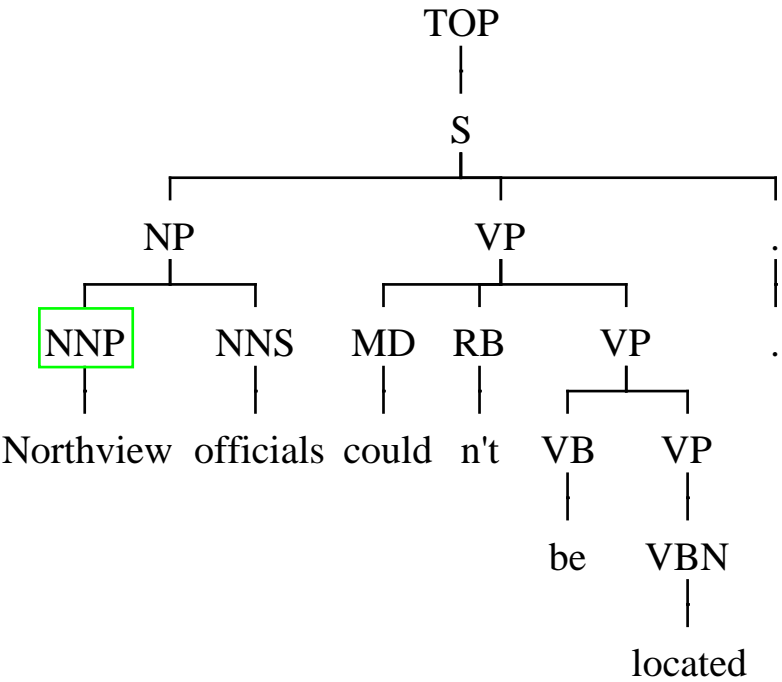 TOP
S
NP VP .
NNP NNS MD RB VP .
Northview officials could n't VB VP
be VBN
located